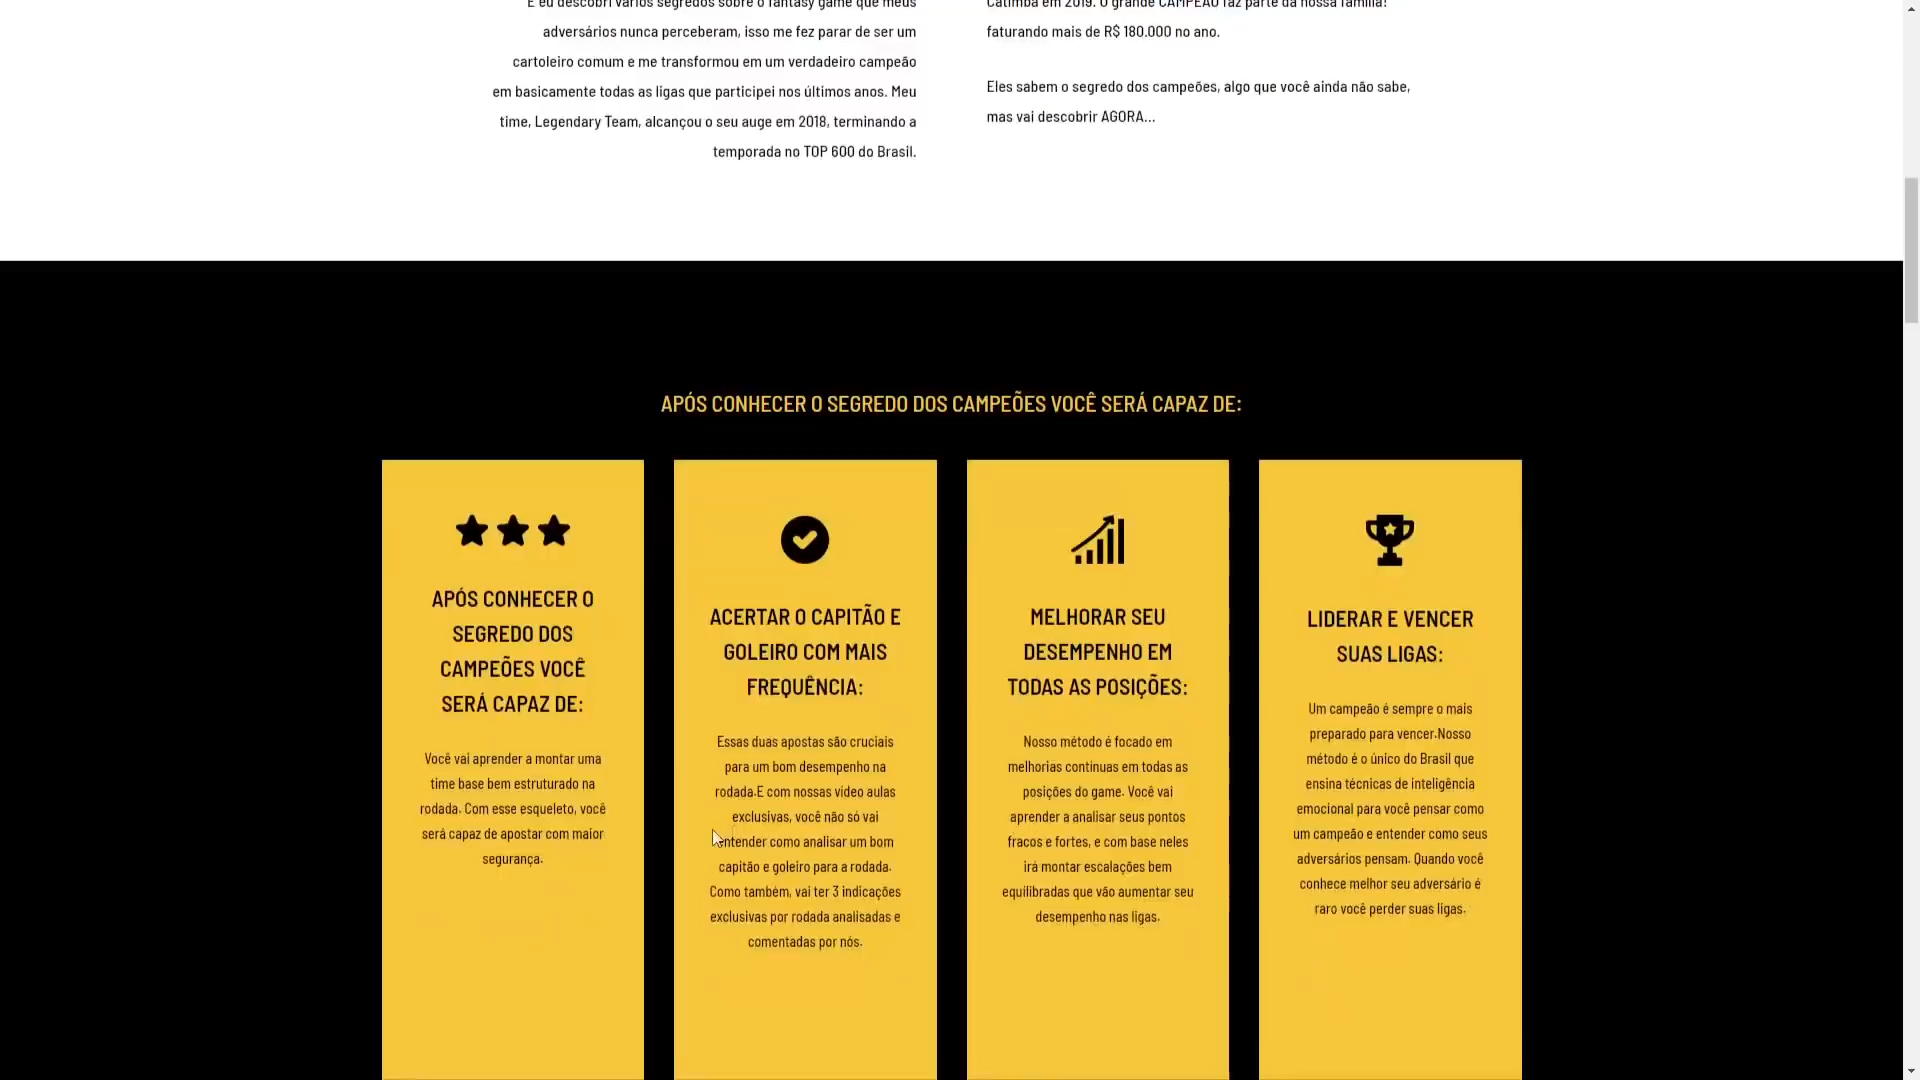 E eu descobri vários segredos sobre o fantasy game que meus
adversários nunca perceberam, isso me fez parar de ser um
cartoleiro comum e me transformou em um verdadeiro campeão
em basicamente todas as ligas que participei nos últimos anos. Meu
time, Legendary Team, alcançou o seu auge em 2018, terminando a
temporada no TOP 600 do Brasil.
Catimba em 2019. O grande CAMPEÃO faz parte da nossa família!
faturando mais de R$ 180.000 no ano.
Eles sabem o segredo dos campeões, algo que você ainda não sabe,
mas vai descobrir AGORA...
APÓS CONHECER O SEGREDO DOS CAMPEÕES VOCÊ SERÁ CAPAZ DE:
APÓS CONHECER O
SEGREDO DOS
CAMPEÕES VOCÊ
SERÁ CAPAZ DE:
Você vai aprender a montar uma
time base bem estruturado na
rodada. Com esse esqueleto, você
será capaz de apostar com maior
segurança.
ACERTAR O CAPITÃO E
GOLEIRO COM MAIS
FREQUÊNCIA:
Essas duas apostas são cruciais
para um bom desempenho na
rodada.E com nossas vídeo aulas
exclusivas, você não só vai
entender como analisar um bom
capitão e goleiro para a rodada.
Como também, vai ter 3 indicações
exclusivas por rodada analisadas e
comentadas por nós.
MELHORAR SEU
DESEMPENHO EM
TODAS AS POSIÇÕES:
Nosso método é focado em
melhorias contínuas em todas as
posições do game. Você vai
aprender a analisar seus pontos
fracos e fortes, e com base neles
irá montar escalações bem
equilibradas que vão aumentar seu
desempenho nas ligas.
LIDERAR E VENCER
SUAS LIGAS:
Um campeão é sempre o mais
preparado para vencer.Nosso
método é o único do Brasil que
ensina técnicas de inteligência
emocional para você pensar como
um campeão e entender como seus
adversários pensam. Quando você
conhece melhor seu adversário é
raro você perder suas ligas.